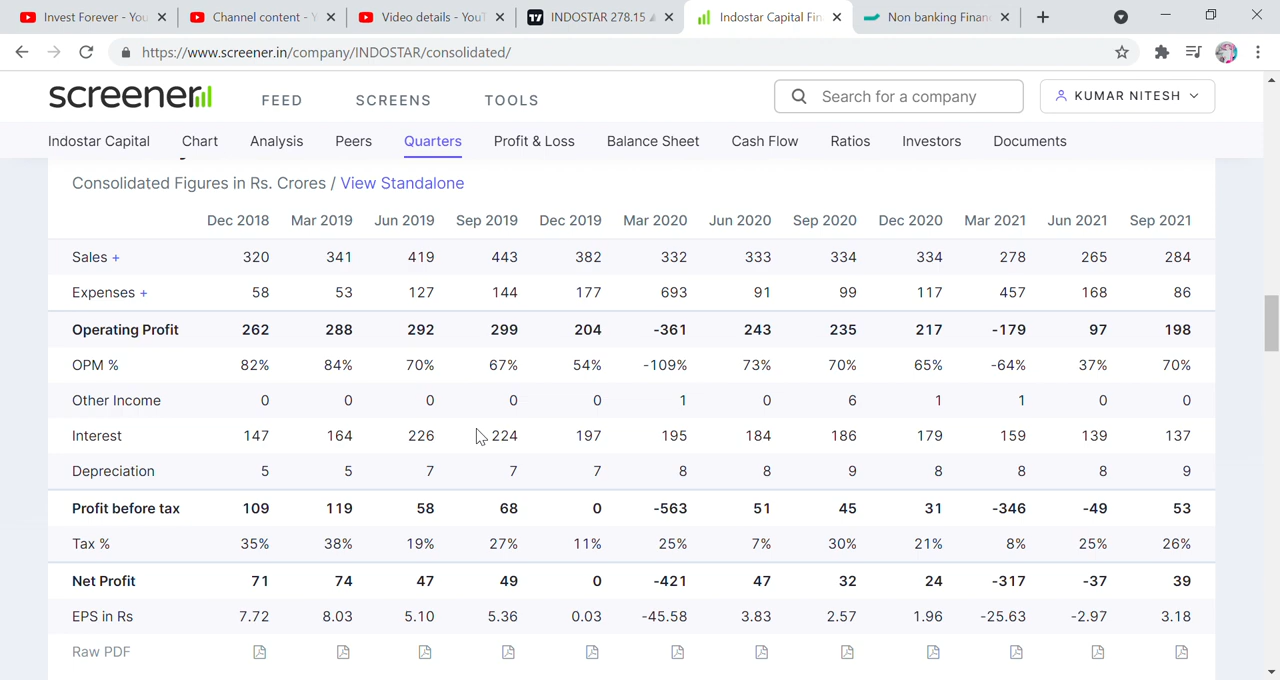 Invest Forever - You
Channel content - Y
Video details - YouT
INDOSTAR 278.15
Indostar Capital Fin
Non banking Finan
https://www.screener.in/company/INDOSTAR/consolidated/
screener
FEED
SCREENS
TOOLS
Search for a company
KUMAR NITESH
Indostar Capital Chart Analysis Peers Quarters Profit & Loss Balance Sheet Cash Flow Ratios Investors Documents
Consolidated Figures in Rs. Crores / View Standalone
Dec 2018 Mar 2019 Jun 2019 Sep 2019 Dec 2019 Mar 2020 Jun 2020 Sep 2020 Dec 2020 Mar 2021 Jun 2021 Sep 2021
Sales + 320 341 419 443 382 332 333 334 334 278 265 284
Expenses + 58 53 127 144 177 693 91 99 117 457 168 86
Operating Profit 262 288 292 299 204 -361 243 235 217 -179 97 198
OPM % 82% 84% 70% 67% 54% -109% 73% 70% 65% -64% 37% 70%
Other Income 0 0 0 0 0 1 0 6 1 1 0 0
Interest 147 164 226 224 197 195 184 186 179 159 139 137
Depreciation 5 5 7 7 7 8 8 9 8 8 8 9
Profit before tax 109 119 58 68 0 -563 51 45 31 -346 -49 53
Tax % 35% 38% 19% 27% 11% 25% 7% 30% 21% 8% 25% 26%
Net Profit 71 74 47 49 0 -421 47 32 24 -317 -37 39
EPS in Rs 7.72 8.03 5.10 5.36 0.03 -45.58 3.83 2.57 1.96 -25.63 -2.97 3.18
Raw PDF